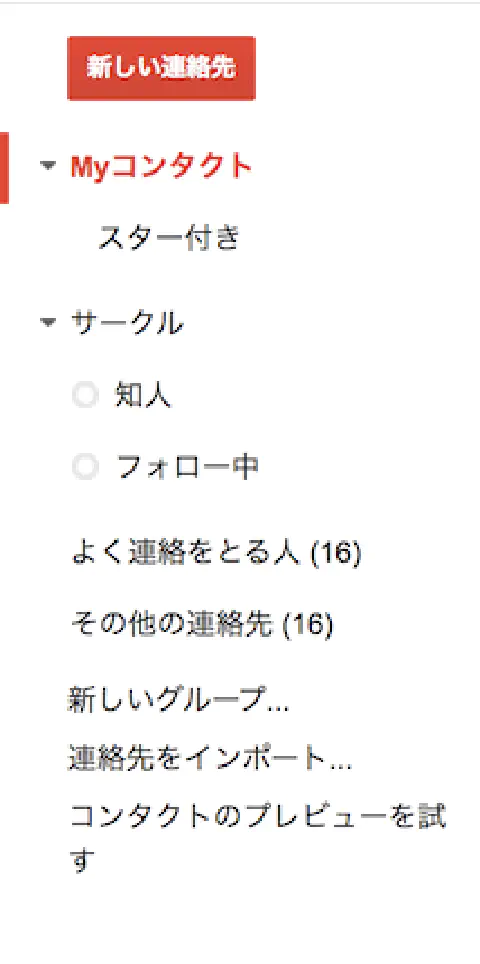 新しい連絡先
Myコンタクト
スター付き
サークル
知人
フォロー中
よく連絡をとる人 (16)
その他の連絡先 (16)
新しいグループ...
連絡先をインポート...
コンタクトのプレビューを試
す